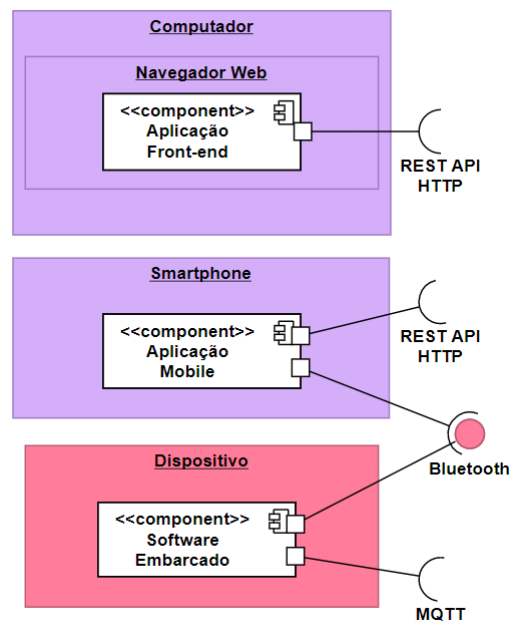 Computador
Navegador Web
<<component>>
Aplicação
Front-end
REST API
HTTP
Smartphone
<<component>>
Aplicação
Mobile
REST API
HTTP
Bluetooth
Dispositivo
<<component>>
Software
Embarcado
MQTT